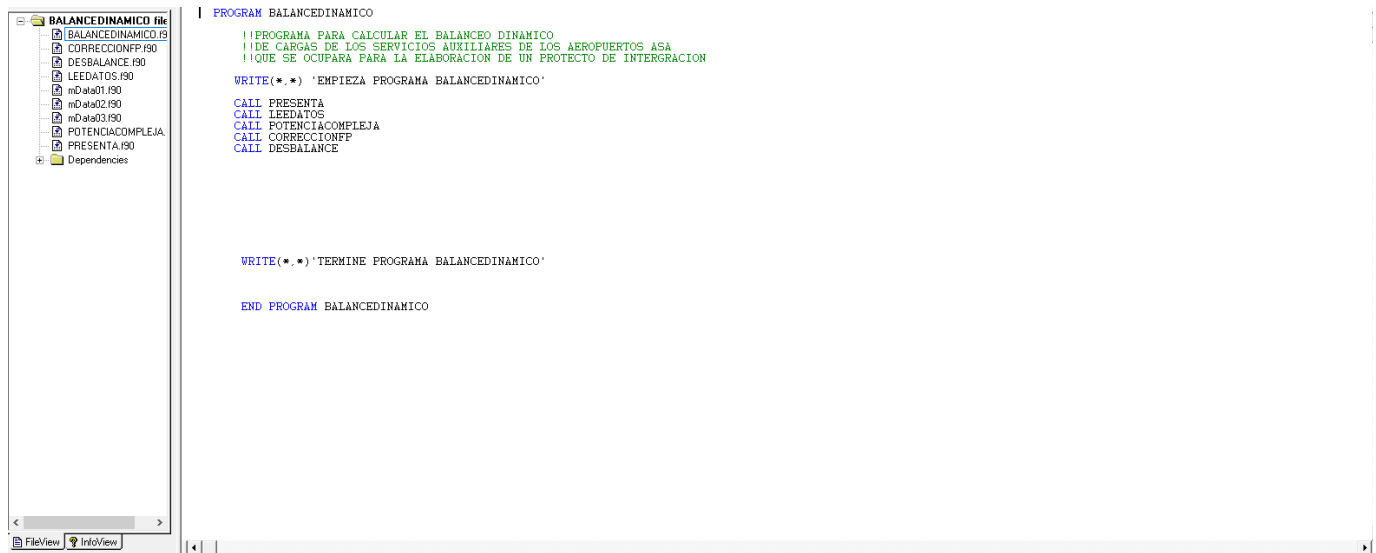 BALANCEDINAMICO file
BALANCEDINAMICO.f9
CORRECCIONFP.f90
DESBALANCE.f90
LEEDATOS.f90
mData01.f90
mData02.f90
mData03.f90
POTENCIACOMPLEJA.
PRESENTA.f90
Dependencies
FileView
InfoView
PROGRAM BALANCEDINAMICO
!!PROGRAMA PARA CALCULAR EL BALANCEO DINAMICO
!!DE CARGAS DE LOS SERVICIOS AUXILIARES DE LOS AEROPUERTOS ASA
!!QUE SE OCUPARA PARA LA ELABORACION DE UN PROTECTO DE INTERGRACION
WRITE(*,*) 'EMPIEZA PROGRAMA BALANCEDINAMICO'
CALL PRESENTA
CALL LEEDATOS
CALL POTENCIACOMPLEJA
CALL CORRECCIONFP
CALL DESBALANCE
WRITE(*,*)'TERMINE PROGRAMA BALANCEDINAMICO'
END PROGRAM BALANCEDINAMICO